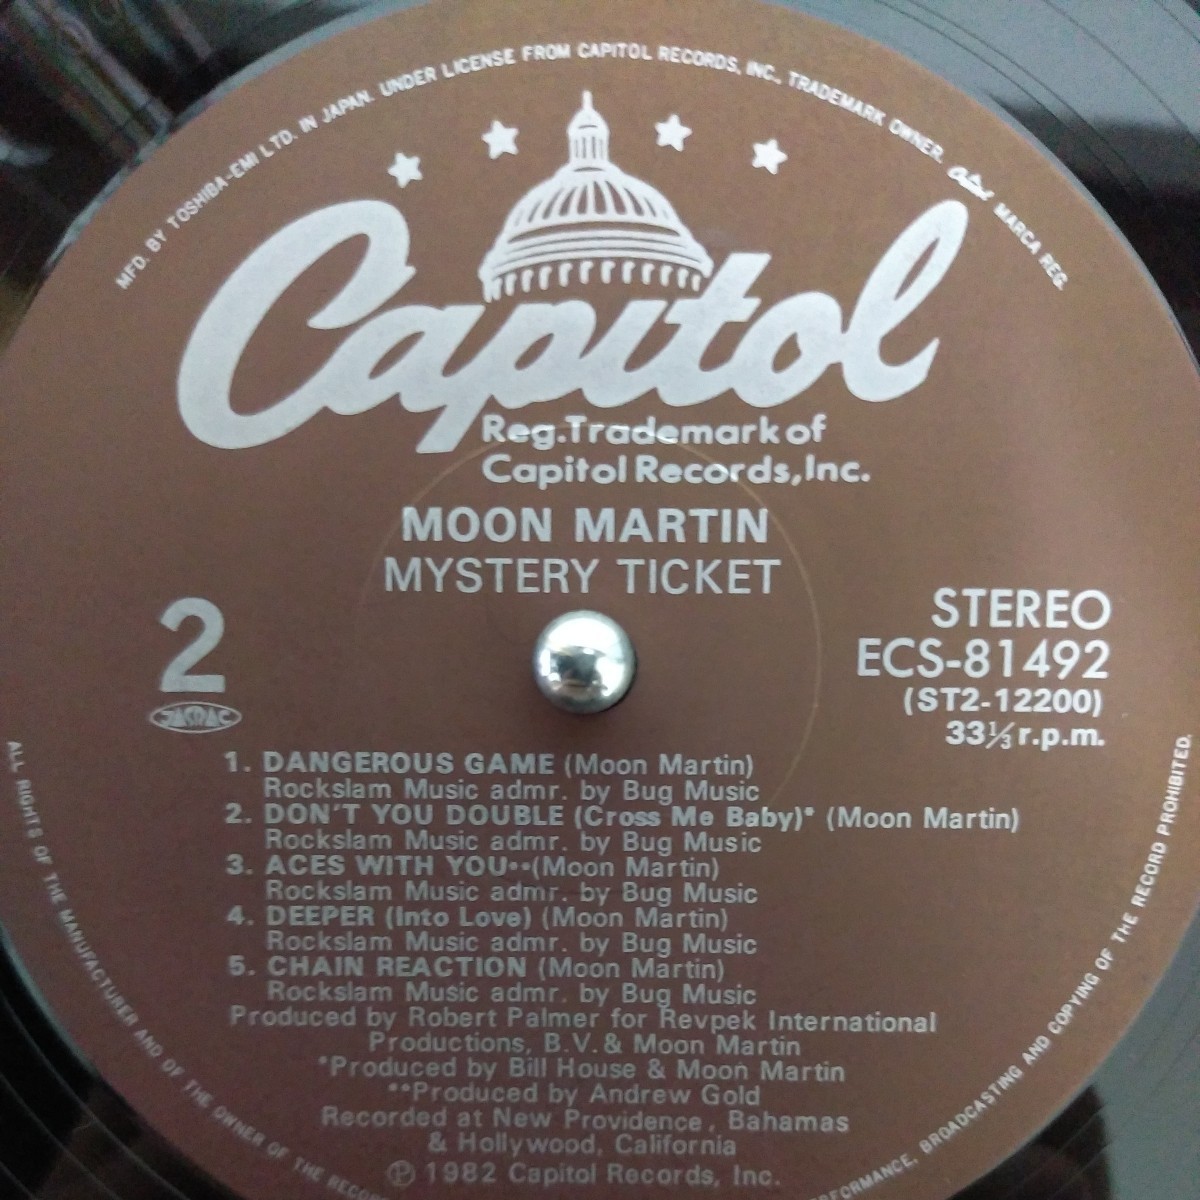 MFD. BY TOSHIBA-EMI LTD. IN JAPAN. UNDER LICENSE FROM CAPITOL RECORDS, INC., TRADEMARK OWNER. Capitol MARCA REG.
Capitol
Reg.Trademark of
Capitol Records,Inc.
MOON MARTIN
MYSTERY TICKET
2
JASRAC
STEREO
ECS-81492
(ST2-12200)
33⅓ r.p.m.
1. DANGEROUS GAME (Moon Martin)
Rockslam Music admr. by Bug Music
2. DON'T YOU DOUBLE (Cross Me Baby)* (Moon Martin)
Rockslam Music admr. by Bug Music
3. ACES WITH YOU**(Moon Martin)
Rockslam Music admr. by Bug Music
4. DEEPER (Into Love) (Moon Martin)
Rockslam Music admr. by Bug Music
5. CHAIN REACTION (Moon Martin)
Rockslam Music admr. by Bug Music
Produced by Robert Palmer for Revpek International
Productions, B.V. & Moon Martin
*Produced by Bill House & Moon Martin
**Produced by Andrew Gold
Recorded at New Providence, Bahamas
& Hollywood, California
℗ 1982 Capitol Records, Inc.
ALL RIGHTS OF THE MANUFACTURER AND OF THE OWNER OF THE RECOR
BROADCASTING AND COPYING OF THE RECORD PROHIBITED.